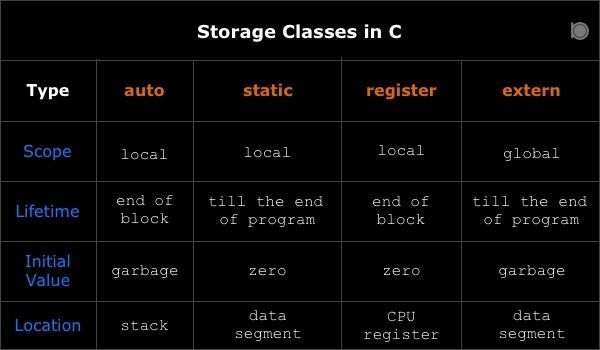 Storage Classes in C
Type auto static register extern
Scope local local local global
Lifetime end of block till the end of program end of block till the end of program
Initial Value garbage zero zero garbage
Location stack data segment CPU register data segment